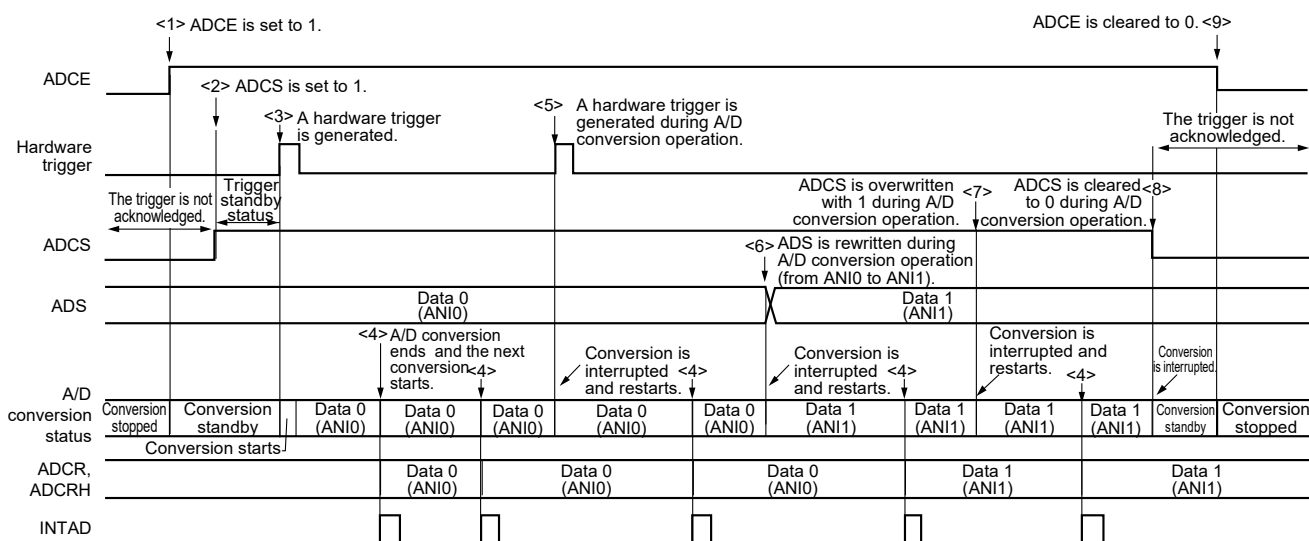 <1> ADCE is set to 1.
ADCE is cleared to 0. <9>
ADCE
<2> ADCS is set to 1.
<3> A hardware trigger
is generated.
<5> A hardware trigger is
generated during A/D
conversion operation.
The trigger is not
acknowledged.
Hardware
trigger
The trigger is not
acknowledged.
Trigger
standby
status
ADCS is overwritten
with 1 during A/D
conversion operation.
<7>
ADCS is cleared
to 0 during A/D
conversion operation.
<8>
ADCS
<6> ADS is rewritten during
A/D conversion operation
(from ANI0 to ANI1).
ADS
Data 0
(ANI0)
Data 1
(ANI1)
<4> A/D conversion
ends and the next
conversion
starts.
<4>
Conversion is
interrupted
and restarts.
<4>
Conversion is
interrupted
and restarts.
<4>
Conversion is
interrupted and
restarts.
<4>
Conversion
is interrupted.
A/D
conversion
status
Conversion
stopped
Conversion
standby
Conversion starts
Data 0
(ANI0)
Data 0
(ANI0)
Data 0
(ANI0)
Data 0
(ANI0)
Data 0
(ANI0)
Data 1
(ANI1)
Data 1
(ANI1)
Data 1
(ANI1)
Data 1
(ANI1)
Conversion
standby
Conversion
stopped
ADCR,
ADCRH
Data 0
(ANI0)
Data 0
(ANI0)
Data 0
(ANI0)
Data 1
(ANI1)
Data 1
(ANI1)
INTAD